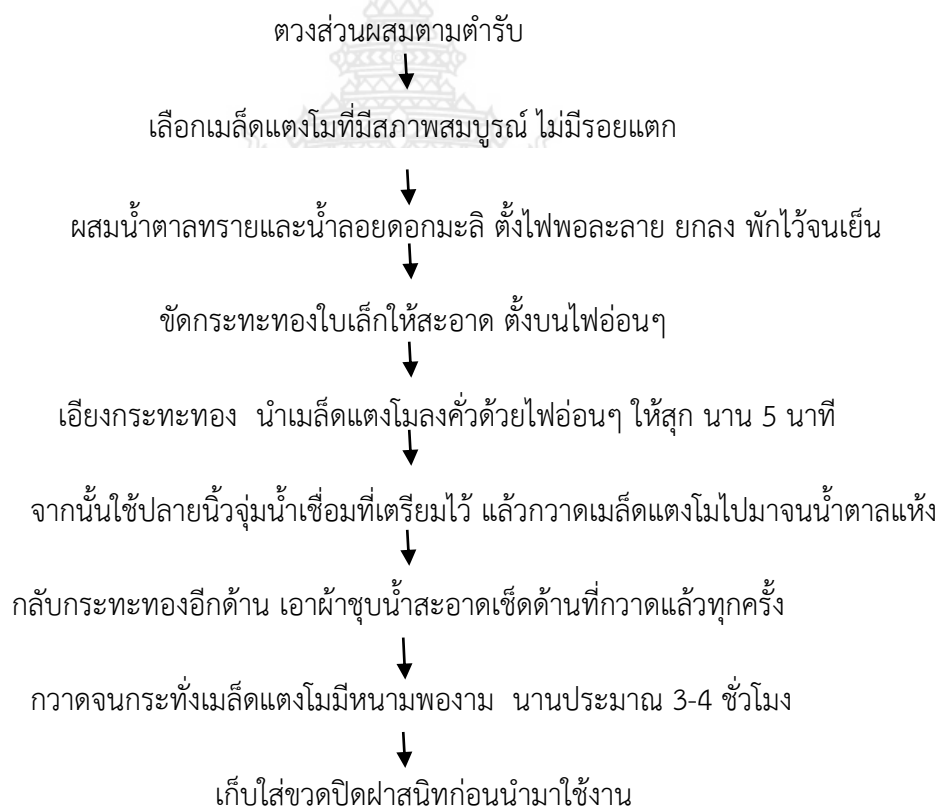 ตวงส่วนผสมตามตำรับ
เลือกเมล็ดแตงโมที่มีสภาพสมบูรณ์ ไม่มีรอยแตก
ผสมน้ำตาลทรายและน้ำลอยดอกมะลิ ตั้งไฟพอละลาย ยกลง พักไว้จนเย็น
ขัดกระทะทองใบเล็กให้สะอาด ตั้งบนไฟอ่อนๆ
เอียงกระทะทอง นำเมล็ดแตงโมลงคั่วด้วยไฟอ่อนๆ ให้สุก นาน 5 นาที
จากนั้นใช้ปลายนิ้วจุ่มน้ำเชื่อมที่เตรียมไว้ แล้วกวาดเมล็ดแตงโมไปมาจนน้ำตาลแห้ง
กลับกระทะทองอีกด้าน เอาผ้าชุบน้ำสะอาดเช็ดด้านที่กวาดแล้วทุกครั้ง
กวาดจนกระทั่งเมล็ดแตงโมมีหนามพองาม นานประมาณ 3-4 ชั่วโมง
เก็บใส่ขวดปิดฝาสนิทก่อนนำมาใช้งาน